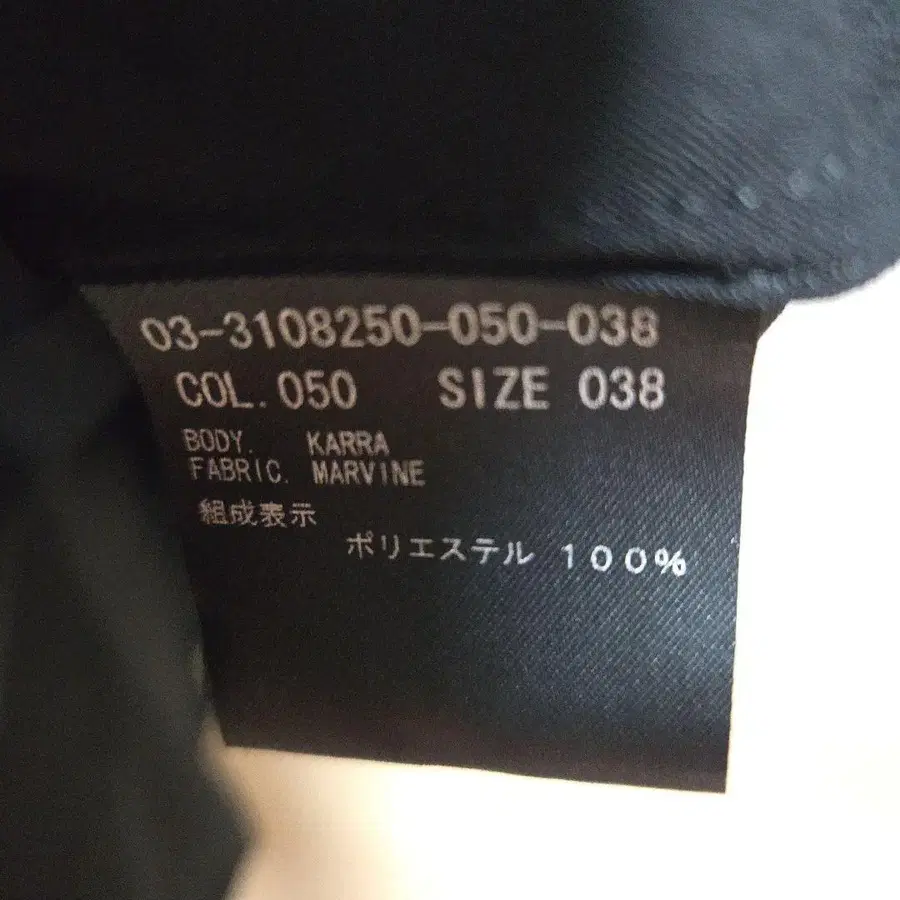 03-3108250-050-038
COL. 050 SIZE 038
BODY. KARRA
FABRIC. MARVINE
組成表示
ポリエステル 100%